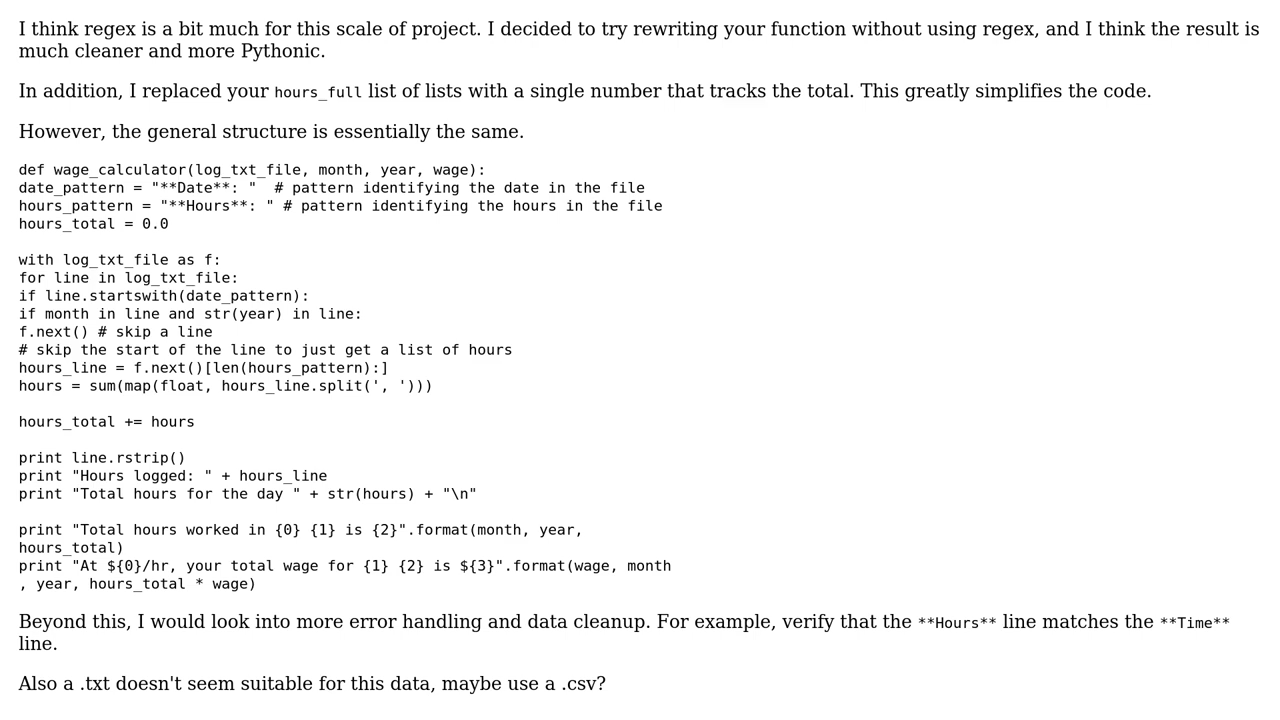 I think regex is a bit much for this scale of project. I decided to try rewriting your function without using regex, and I think the result is
much cleaner and more Pythonic.
In addition, I replaced your hours_full list of lists with a single number that tracks the total. This greatly simplifies the code.
However, the general structure is essentially the same.
def wage_calculator(log_txt_file, month, year, wage):
date_pattern = "**Date**: "  # pattern identifying the date in the file
hours_pattern = "**Hours**: " # pattern identifying the hours in the file
hours_total = 0.0
with log_txt_file as f:
for line in log_txt_file:
if line.startswith(date_pattern):
if month in line and str(year) in line:
f.next() # skip a line
# skip the start of the line to just get a list of hours
hours_line = f.next()[len(hours_pattern):]
hours = sum(map(float, hours_line.split(', ')))
hours_total += hours
print line.rstrip()
print "Hours logged: " + hours_line
print "Total hours for the day " + str(hours) + "\n"
print "Total hours worked in {0} {1} is {2}".format(month, year,
hours_total)
print "At ${0}/hr, your total wage for {1} {2} is ${3}".format(wage, month
, year, hours_total * wage)
Beyond this, I would look into more error handling and data cleanup. For example, verify that the **Hours** line matches the **Time**
line.
Also a .txt doesn't seem suitable for this data, maybe use a .csv?